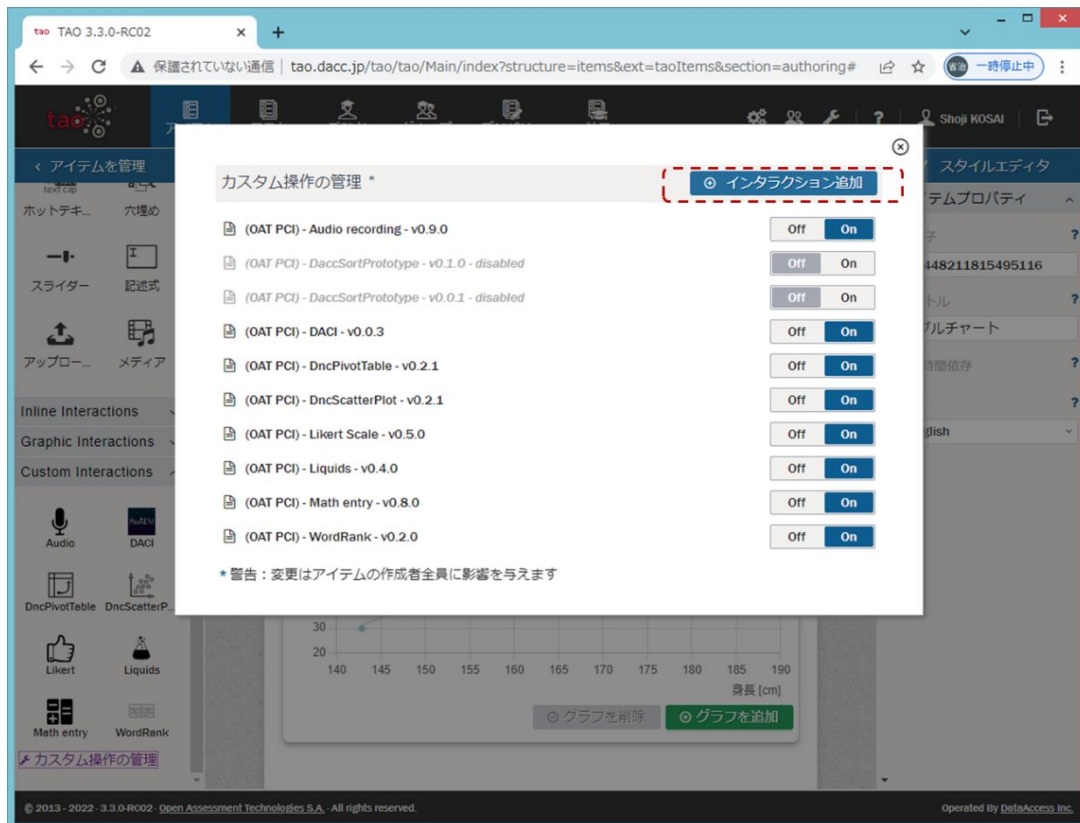 tao TAO 3.3.0-RC02
保護されていない通信 | tao.dacc.jp/tao/tao/Main/index?structure=items&ext=taoItems&section=authoring#
一時停止中
tao
Shoji KOSAI
アイテムを管理
スタイルエディタ
text cap
ホットテキ...
穴埋め
スライダー
記述式
アップロー...
メディア
Inline Interactions
Graphic Interactions
Custom Interactions
Audio
DACI
DncPivotTable
DncScatterP...
Likert
Liquids
Math entry
WordRank
カスタム操作の管理
カスタム操作の管理 *
インタラクション追加
(OAT PCI) - Audio recording - v0.9.0 Off On
(OAT PCI) - DaccSortPrototype - v0.1.0 - disabled Off On
(OAT PCI) - DaccSortPrototype - v0.0.1 - disabled Off On
(OAT PCI) - DACI - v0.0.3 Off On
(OAT PCI) - DncPivotTable - v0.2.1 Off On
(OAT PCI) - DncScatterPlot - v0.2.1 Off On
(OAT PCI) - Likert Scale - v0.5.0 Off On
(OAT PCI) - Liquids - v0.4.0 Off On
(OAT PCI) - Math entry - v0.8.0 Off On
(OAT PCI) - WordRank - v0.2.0 Off On
* 警告：変更はアイテムの作成者全員に影響を与えます
テムプロパティ
子
448211815495116
トル
ブルチャート
時間依存
glish
30
20
140 145 150 155 160 165 170 175 180 185 190
身長 [cm]
グラフを削除
グラフを追加
© 2013 - 2022 · 3.3.0-RC02 · Open Assessment Technologies S.A. · All rights reserved.
Operated By DataAccess Inc.